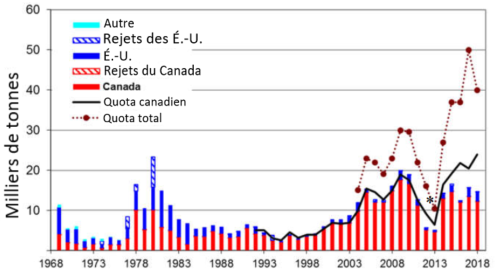 60
50
40
30
20
10
0
Milliers de tonnes
Autre
Rejets des É.-U.
É.-U.
Rejets du Canada
Canada
Quota canadien
Quota total
*
1968 1973 1978 1983 1988 1993 1998 2003 2008 2013 2018